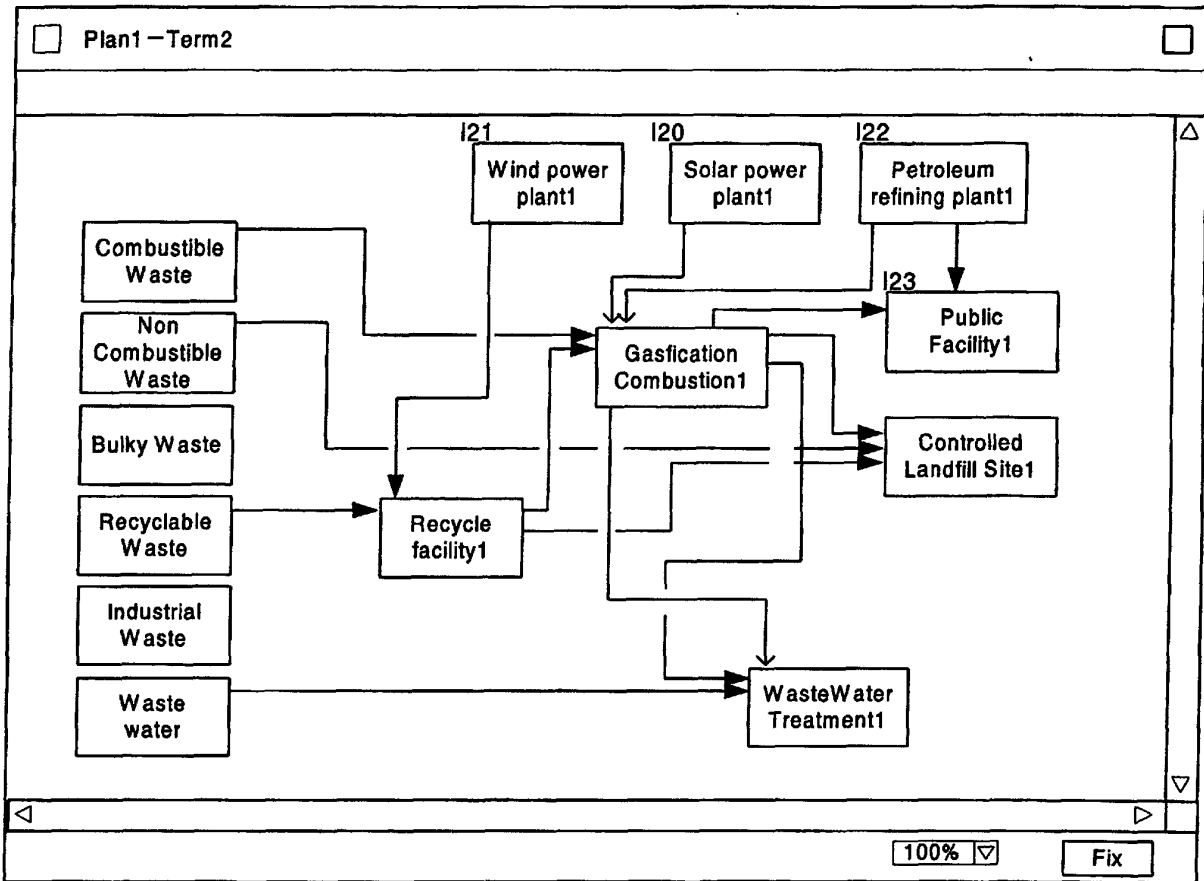 Plan1－Term2
I21
I20
I22
Wind power
plant1
Solar power
plant1
Petroleum
refining plant1
Combustible
Waste
I23
Public
Facility1
Non
Combustible
Waste
Gasfication
Combustion1
Bulky Waste
Controlled
Landfill Site1
Recyclable
Waste
Recycle
facility1
Industrial
Waste
Waste
water
WasteWater
Treatment1
100%
Fix